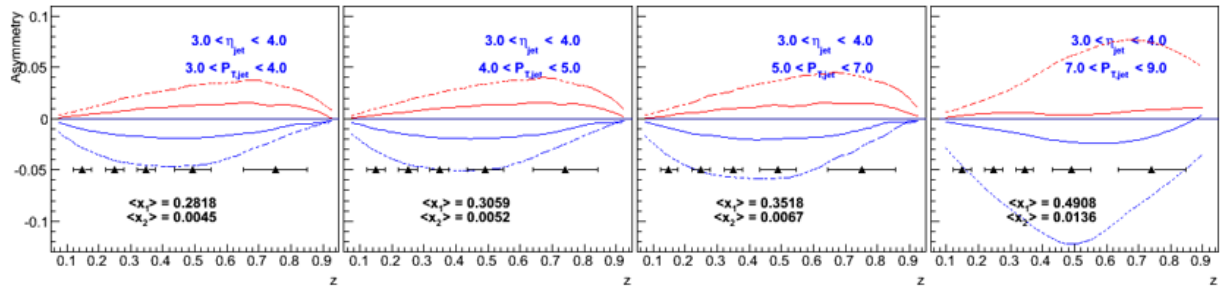 Asymmetry
0.1
0.05
0
-0.05
-0.1
3.0 < η_jet < 4.0
3.0 < P_T,jet < 4.0
<x_1> = 0.2818
<x_2> = 0.0045
0.1 0.2 0.3 0.4 0.5 0.6 0.7 0.8 0.9
z
3.0 < η_jet < 4.0
4.0 < P_T,jet < 5.0
<x_1> = 0.3059
<x_2> = 0.0052
0.1 0.2 0.3 0.4 0.5 0.6 0.7 0.8 0.9
z
3.0 < η_jet < 4.0
5.0 < P_T,jet < 7.0
<x_1> = 0.3518
<x_2> = 0.0067
0.1 0.2 0.3 0.4 0.5 0.6 0.7 0.8 0.9
z
3.0 < η_jet < 4.0
7.0 < P_T,jet < 9.0
<x_1> = 0.4908
<x_2> = 0.0136
0.1 0.2 0.3 0.4 0.5 0.6 0.7 0.8 0.9
z